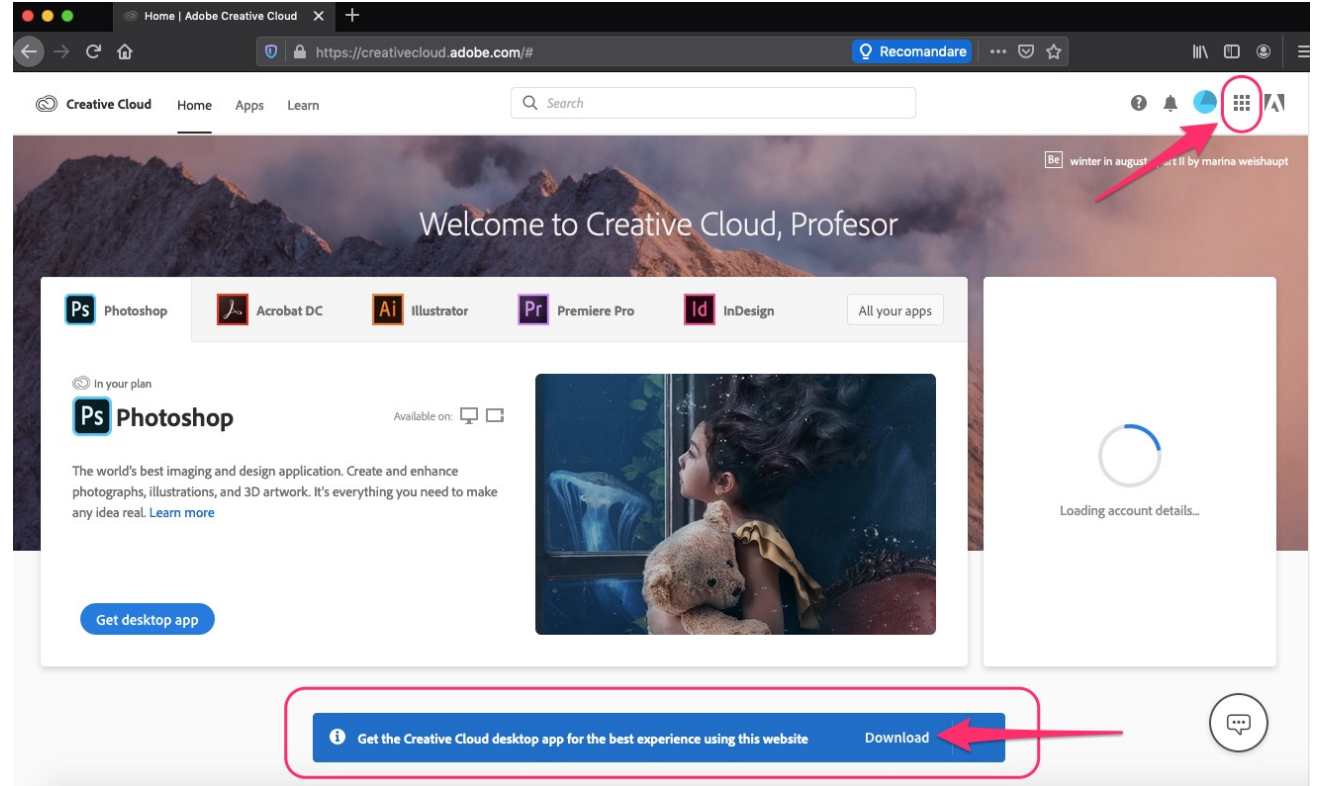 Home | Adobe Creative Cloud
https://creativecloud.adobe.com/#
Recomandare
Creative Cloud Home Apps Learn
Search
Be winter in august II by marina weishaupt
Welcome to Creative Cloud, Profesor
Ps Photoshop Acrobat DC Ai Illustrator Pr Premiere Pro Id InDesign All your apps
In your plan
Ps Photoshop Available on:
The world's best imaging and design application. Create and enhance
photographs, illustrations, and 3D artwork. It's everything you need to make
any idea real. Learn more
Loading account details...
Get desktop app
Get the Creative Cloud desktop app for the best experience using this website Download